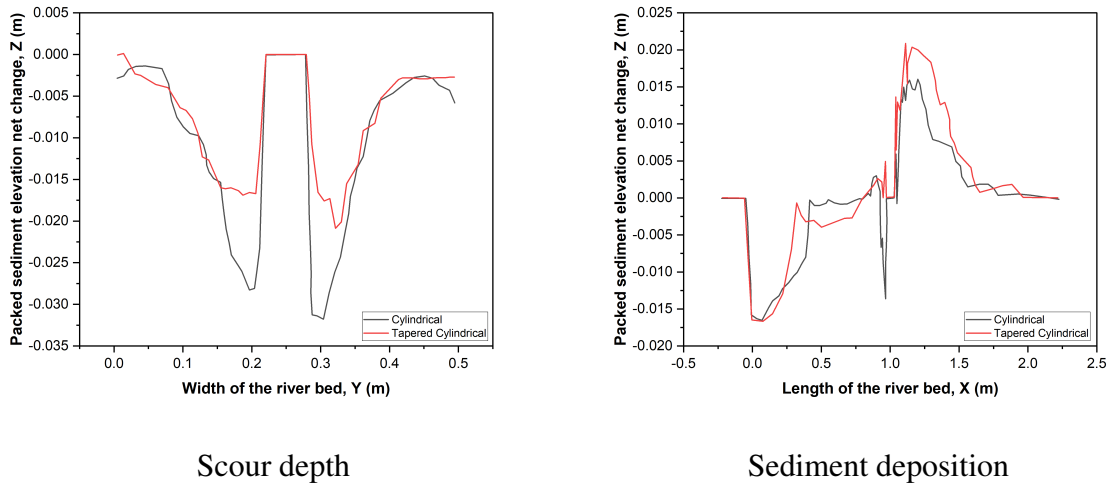 0.005
0.000
-0.005
-0.010
-0.015
-0.020
-0.025
-0.030
-0.035
Packed sediment elevation net change, Z (m)
Cylindrical
Tapered Cylindrical
0.0 0.1 0.2 0.3 0.4 0.5
Width of the river bed, Y (m)
Scour depth
0.025
0.020
0.015
0.010
0.005
0.000
-0.005
-0.010
-0.015
-0.020
Packed sediment elevation net change, Z (m)
Cylindrical
Tapered Cylindrical
-0.5 0.0 0.5 1.0 1.5 2.0 2.5
Length of the river bed, X (m)
Sediment deposition